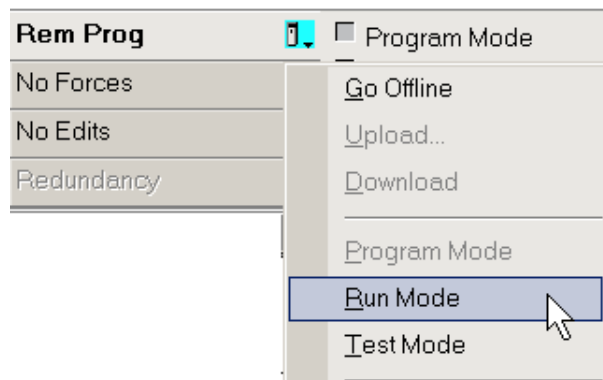 Rem Prog
Program Mode
No Forces
Go Offline
No Edits
Upload...
Redundancy
Download
Program Mode
Run Mode
Test Mode